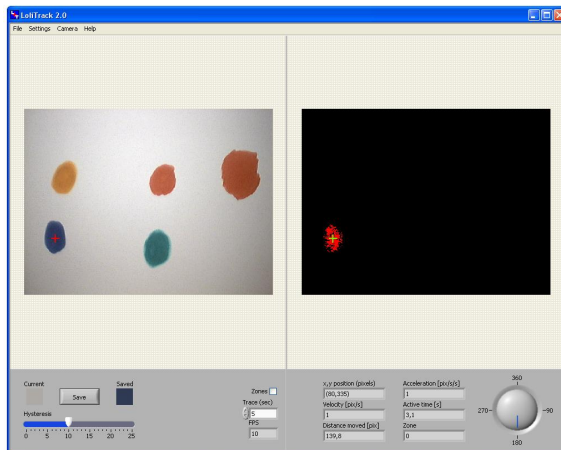 LoliTrack 2.0
File Settings Camera Help
Current
Saved
Save
Hysteresis
0 5 10 15 20 25
Zones
Trace (sec)
5
FPS
10
x,y position (pixels)
(80,335)
Velocity [pix/s]
1
Distance moved [pix]
139,8
Acceleration [pix/s/s]
1
Active time [s]
3,1
Zone
0
360
270
90
180